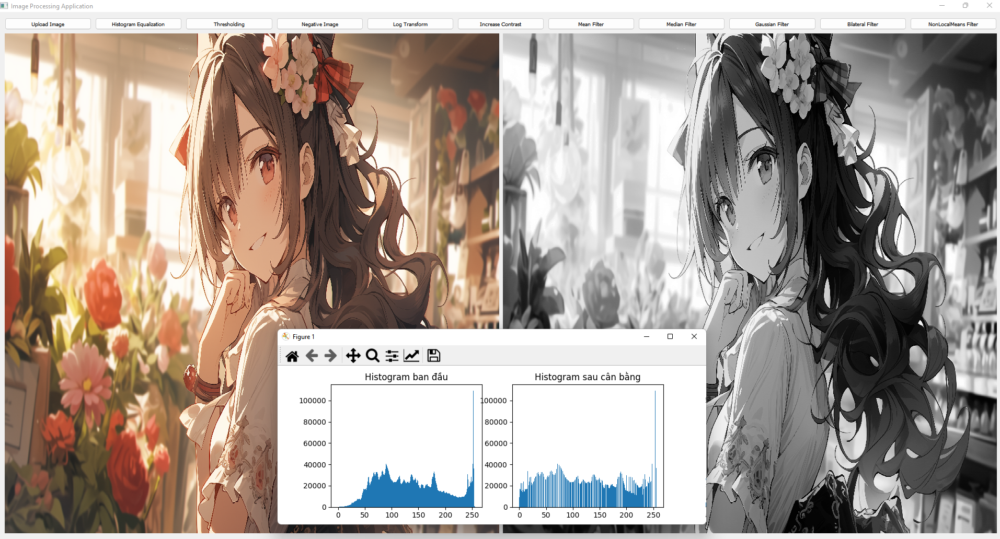 Image Processing Application
Upload Image
Histogram Equalization
Thresholding
Negative Image
Log Transform
Increase Contrast
Mean Filter
Median Filter
Gaussian Filter
Bilateral Filter
NonLocalMeans Filter
Figure 1
Histogram ban đầu
100000
80000
60000
40000
20000
0
0 50 100 150 200 250
Histogram sau cân bằng
100000
80000
60000
40000
20000
0
0 50 100 150 200 250